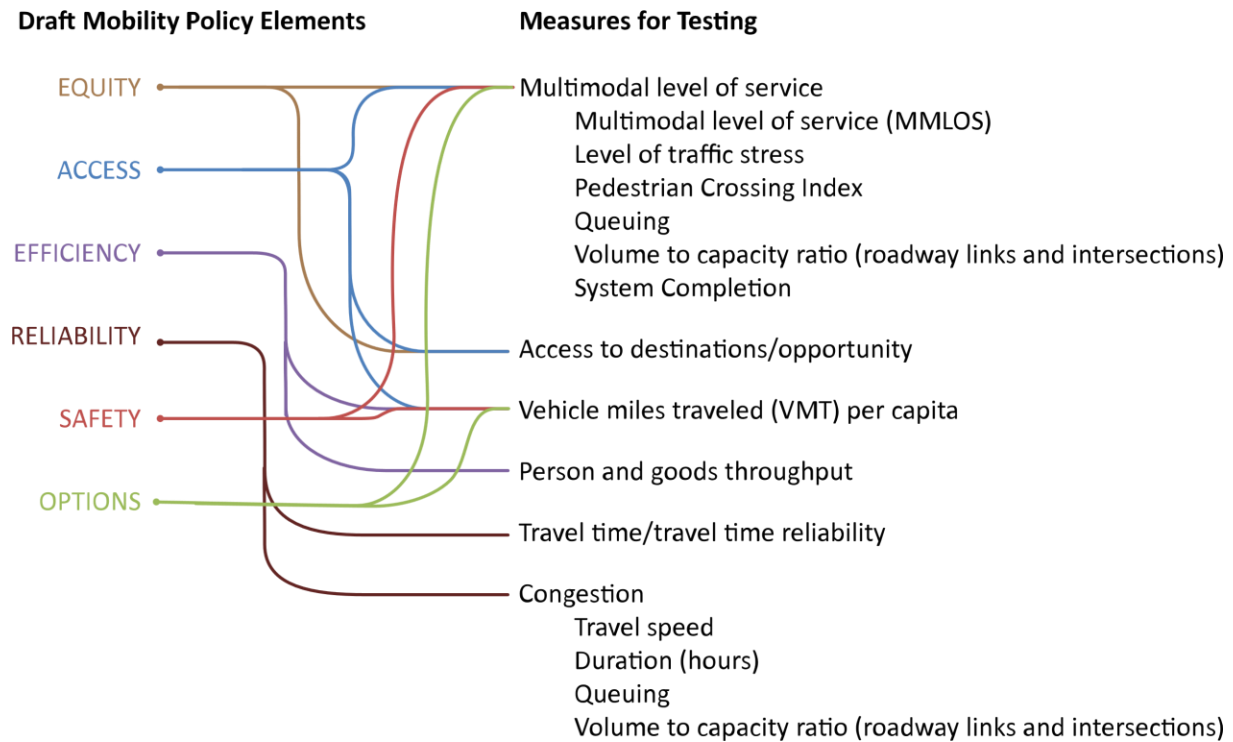 Draft Mobility Policy Elements
EQUITY
ACCESS
EFFICIENCY
RELIABILITY
SAFETY
OPTIONS
Measures for Testing
Multimodal level of service
Multimodal level of service (MMLOS)
Level of traffic stress
Pedestrian Crossing Index
Queuing
Volume to capacity ratio (roadway links and intersections)
System Completion
Access to destinations/opportunity
Vehicle miles traveled (VMT) per capita
Person and goods throughput
Travel time/travel time reliability
Congestion
Travel speed
Duration (hours)
Queuing
Volume to capacity ratio (roadway links and intersections)